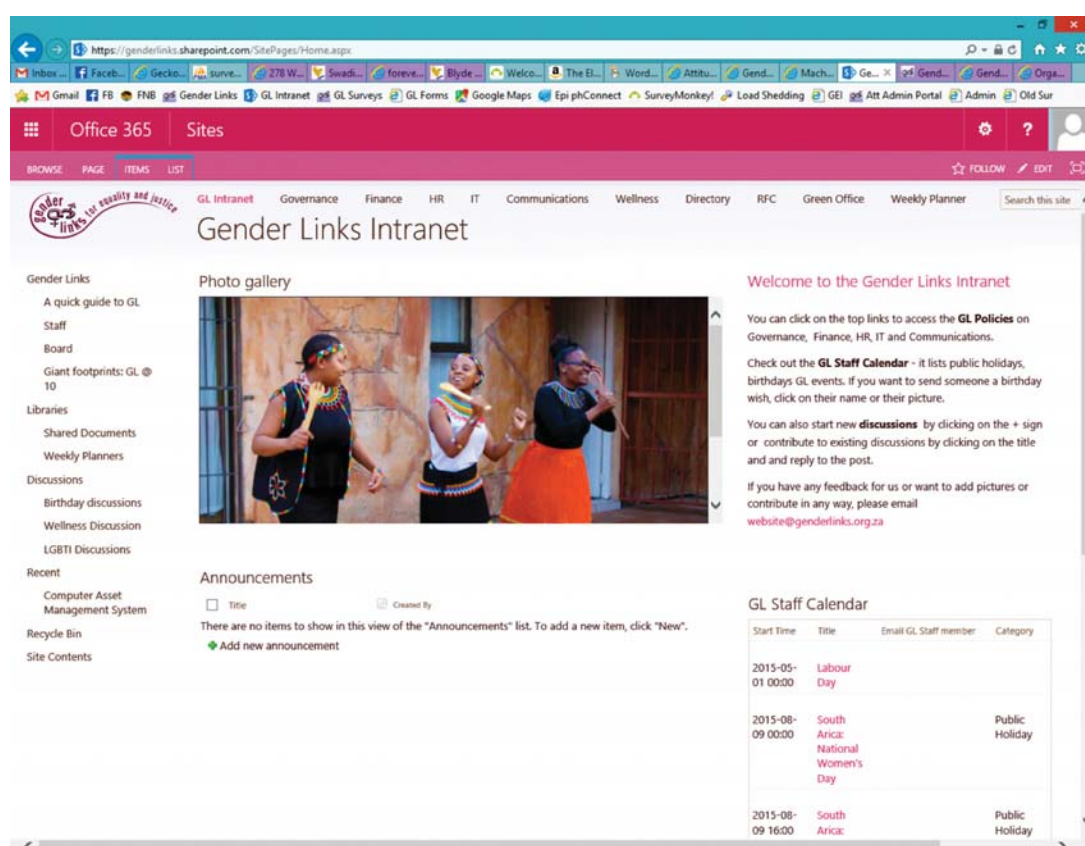 https://genderlinks.sharepoint.com/SitePages/Home.aspx
Inbox ... Faceb... Gecko... surve... 278 W... Swadi... foreve... Blyde ... Welco... The El... Word... Attitu... Gend... Mach... Ge... Gend... Gend... Orga...
Gmail FB FNB Gender Links GL Intranet GL Surveys GL Forms Google Maps Epi phConnect SurveyMonkey! Load Shedding GEI Att Admin Portal Admin Old Sur
Office 365 Sites ?
BROWSE PAGE ITEMS LIST FOLLOW EDIT
gender links for equality and justice
GL Intranet Governance Finance HR IT Communications Wellness Directory RFC Green Office Weekly Planner Search this site
Gender Links Intranet
Gender Links
A quick guide to GL
Staff
Board
Giant footprints: GL @
10
Libraries
Shared Documents
Weekly Planners
Discussions
Birthday discussions
Wellness Discussion
LGBTI Discussions
Recent
Computer Asset
Management System
Recycle Bin
Site Contents
Photo gallery
Announcements
Title Created By
There are no items to show in this view of the "Announcements" list. To add a new item, click "New".
Add new announcement
Welcome to the Gender Links Intranet
You can click on the top links to access the GL Policies on
Governance, Finance, HR, IT and Communications.
Check out the GL Staff Calendar - it lists public holidays,
birthdays GL events. If you want to send someone a birthday
wish, click on their name or their picture.
You can also start new discussions by clicking on the + sign
or contribute to existing discussions by clicking on the title
and and reply to the post.
If you have any feedback for us or want to add pictures or
contribute in any way, please email
website@genderlinks.org.za
GL Staff Calendar
Start Time Title Email GL Staff member Category
2015-05- Labour
01 00:00 Day
2015-08- South Public
09 00:00 Arica: Holiday
National
Women's
Day
2015-08- South Public
09 16:00 Arica: Holiday